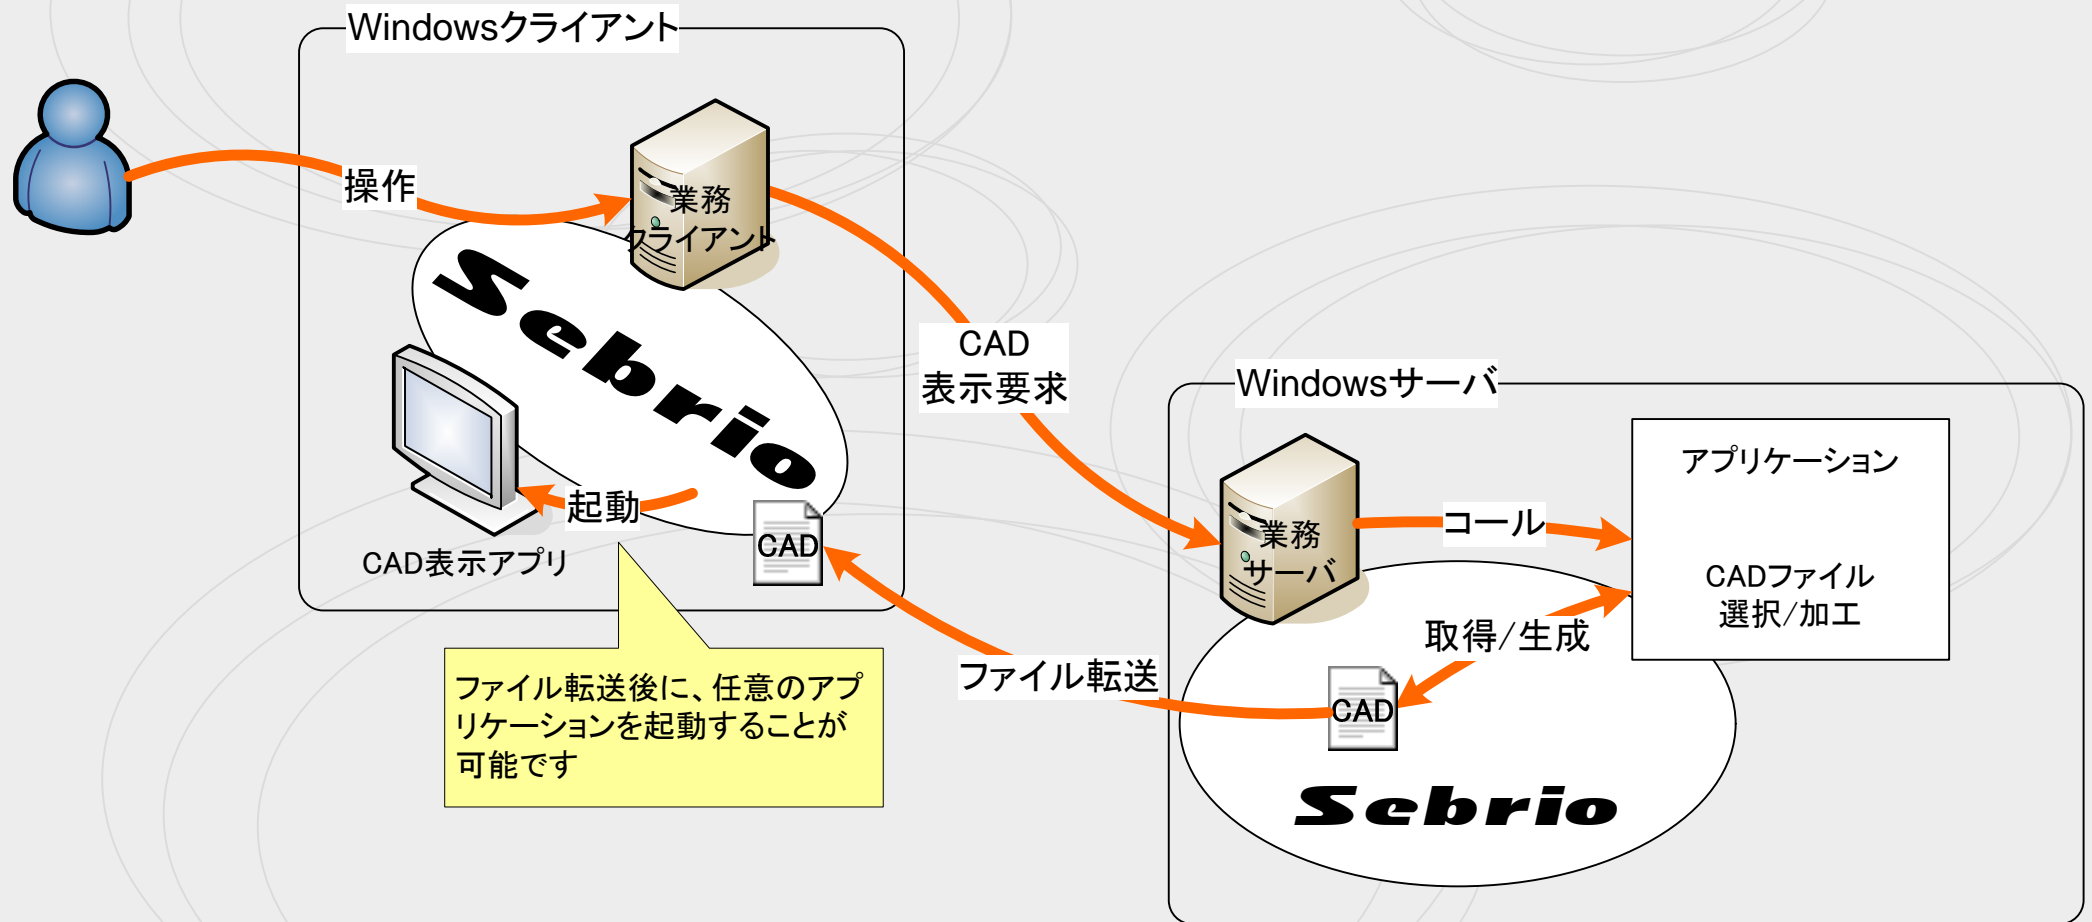 Windowsクライアント
操作
業務
クライアント
Sebrio
起動
CAD
CAD表示アプリ
ファイル転送後に、任意のアプ
リケーションを起動することが
可能です
CAD
表示要求
ファイル転送
Windowsサーバ
業務
サーバ
コール
アプリケーション
CADファイル
選択/加工
取得/生成
CAD
Sebrio